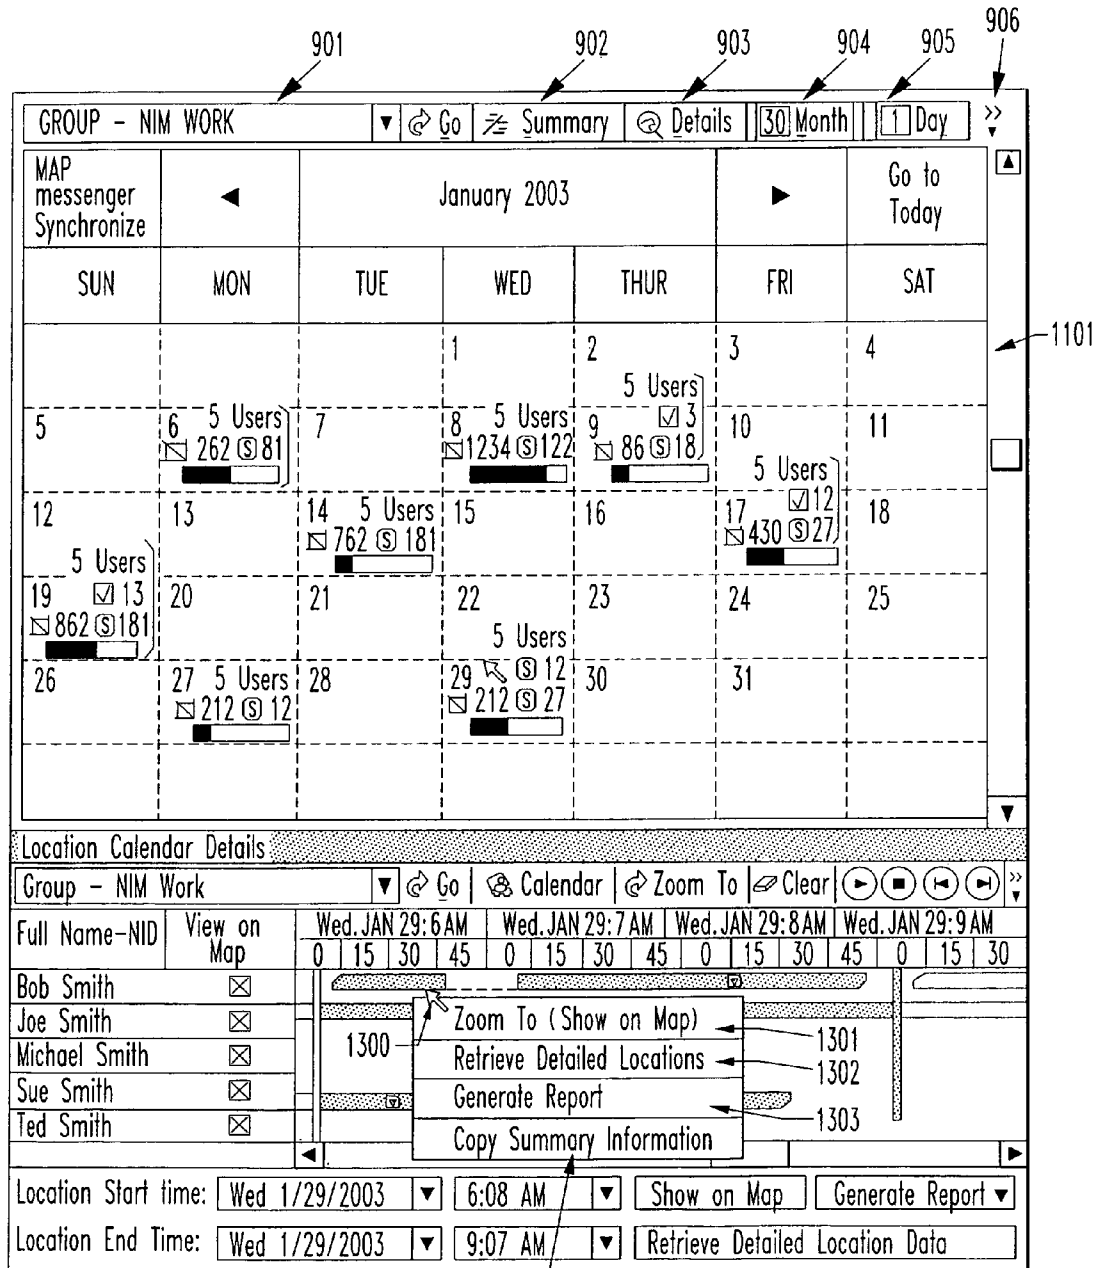 901 902 903 904 905 906
GROUP - NIM WORK Go Summary Details 30 Month 1 Day >>
MAP messenger Synchronize January 2003 Go to Today
SUN MON TUE WED THUR FRI SAT
1101
1 2 3 4
5 Users
5 6 5 Users 7 8 5 Users 9 3 10 11
262 S 81 1234 S 122 86 S 18
5 Users
12
12 13 14 5 Users 15 16 17 18
762 S 181 430 S 27
5 Users
19 13 20 21 22 23 24 25
862 S 181
5 Users
S 12
26 27 5 Users 28 29 30 31
212 S 12 212 S 27
Location Calendar Details
Group - NIM Work Go Calendar Zoom To Clear >>
Full Name-NID View on Map Wed.JAN 29:6AM Wed.JAN 29:7AM Wed.JAN 29:8AM Wed.JAN 29:9AM
0 15 30 45 0 15 30 45 0 15 30 45 0 15 30
Bob Smith
Joe Smith
Michael Smith
Sue Smith
Ted Smith
1300
Zoom To (Show on Map) 1301
Retrieve Detailed Locations 1302
Generate Report 1303
Copy Summary Information
Location Start time: Wed 1/29/2003 6:08 AM Show on Map Generate Report
Location End Time: Wed 1/29/2003 9:07 AM Retrieve Detailed Location Data